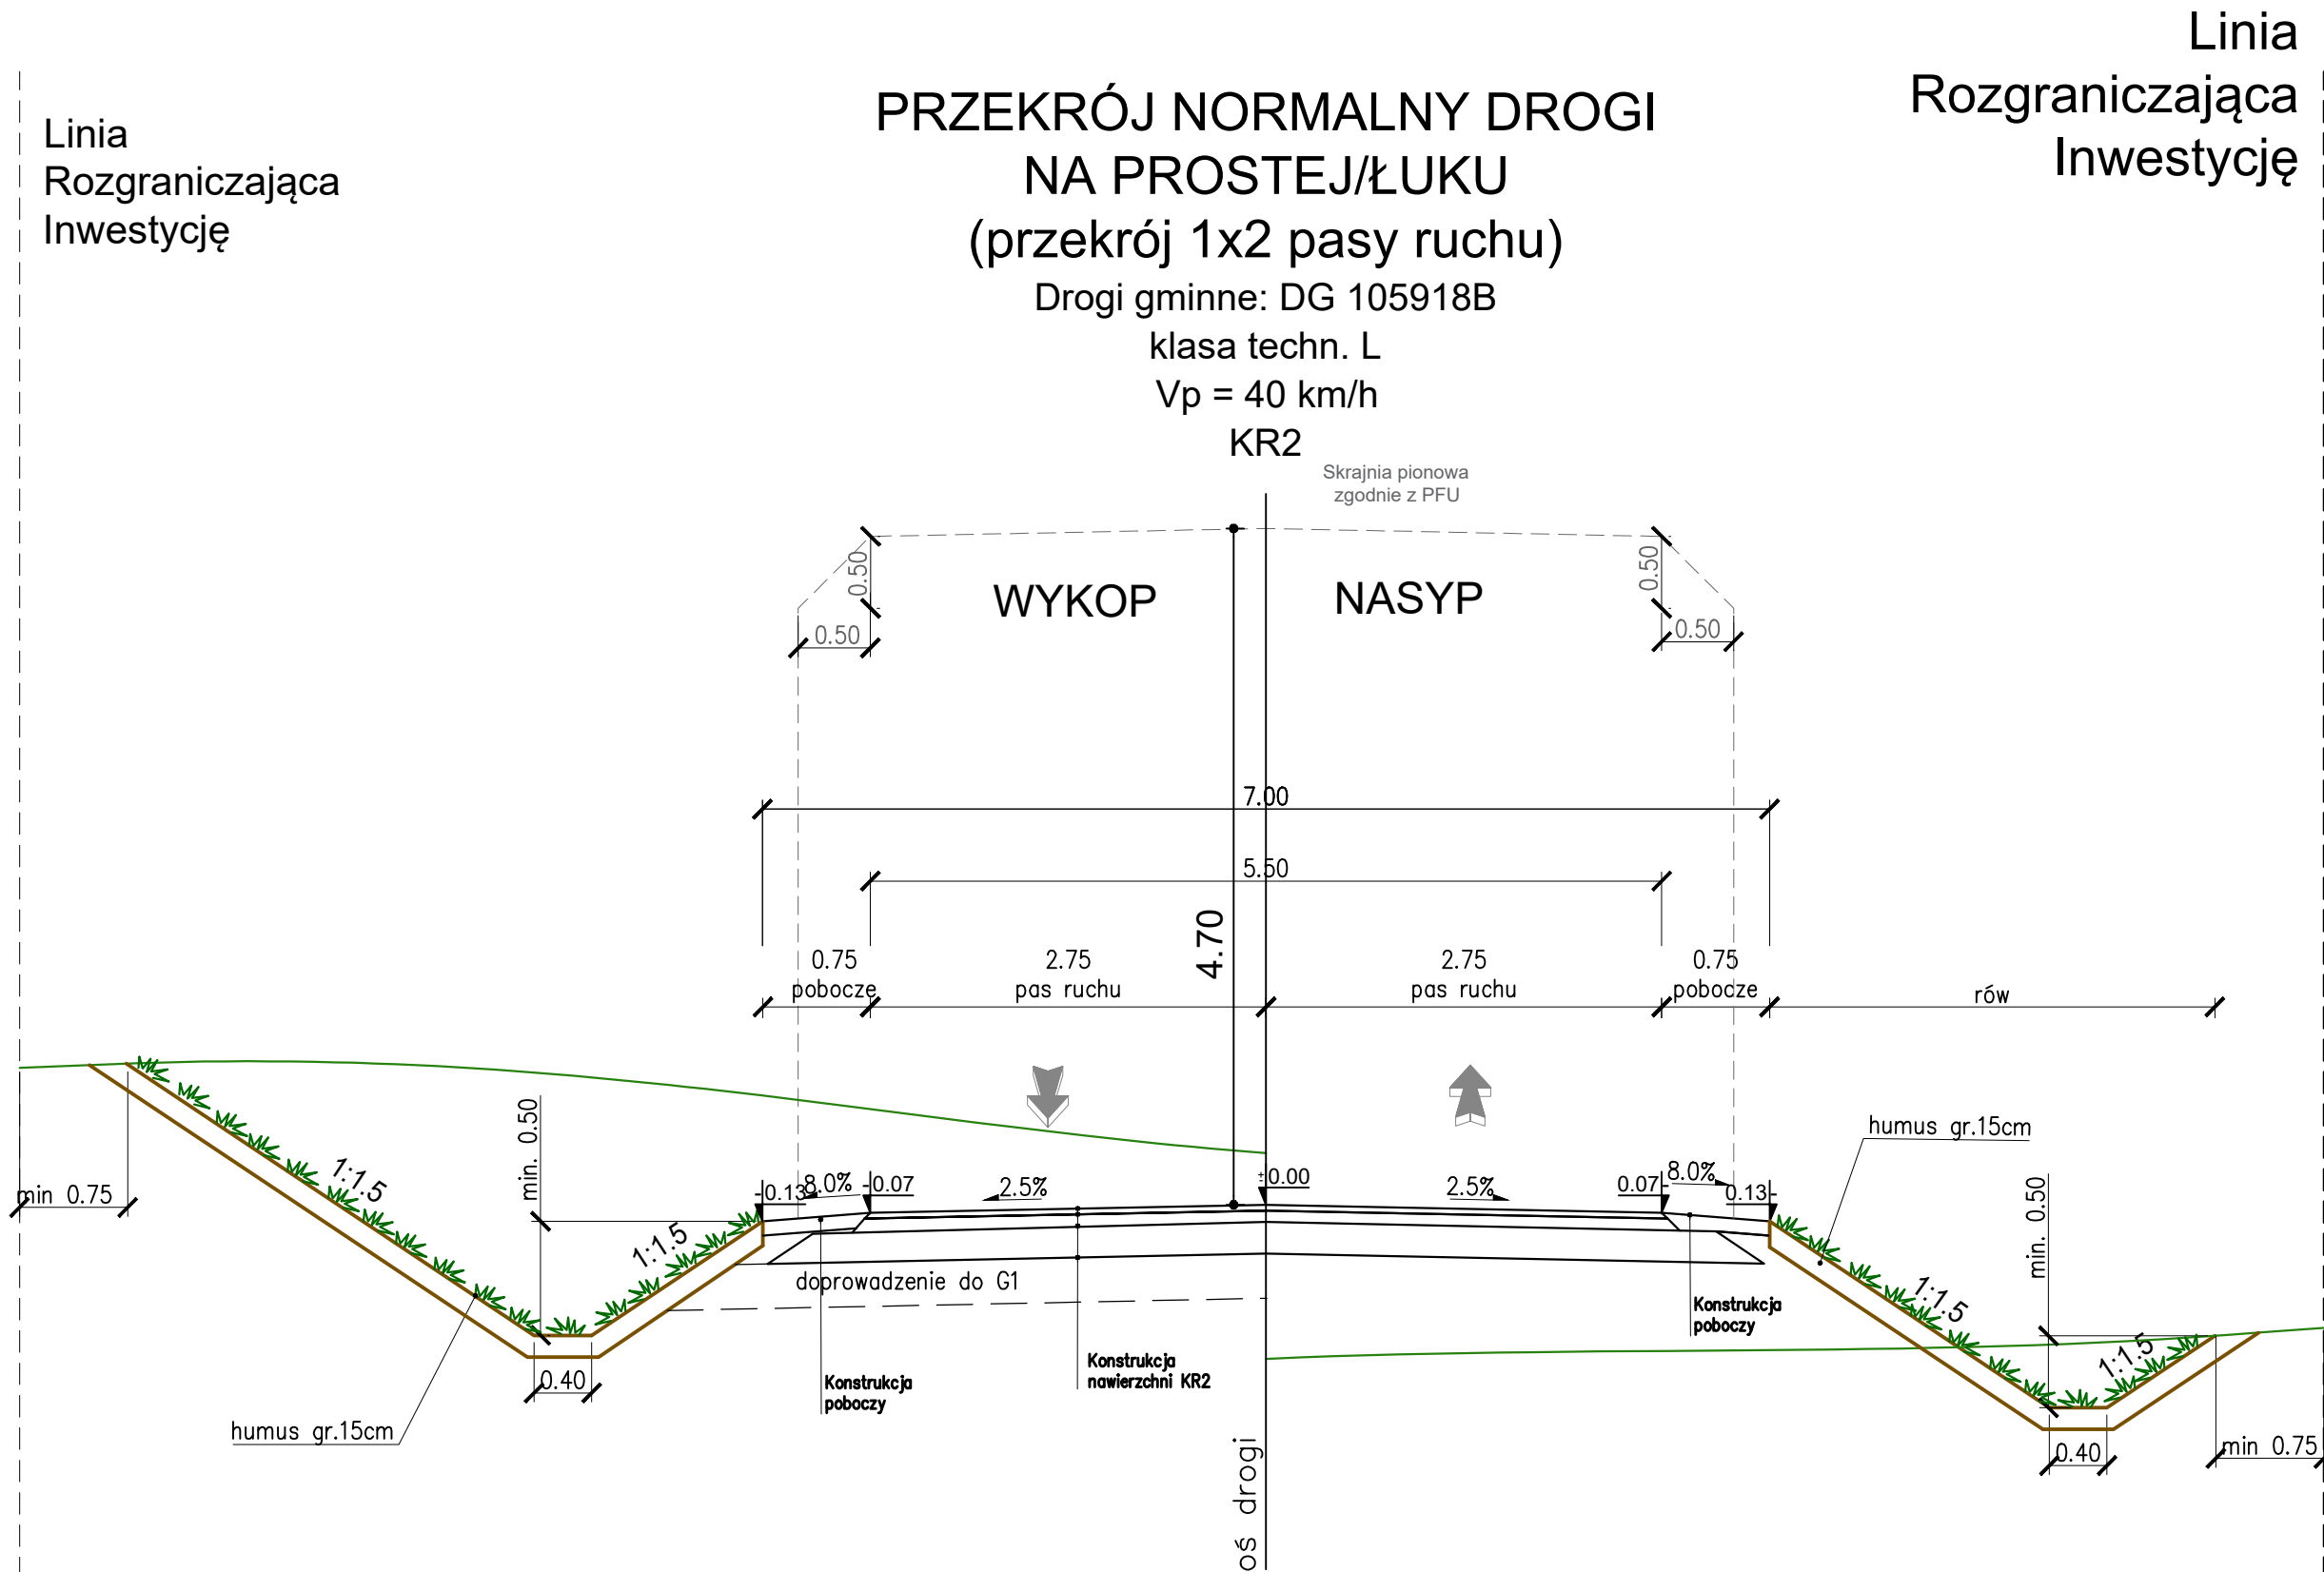 Linia
Rozgraniczająca
Inwestycję
PRZEKRÓJ NORMALNY DROGI
NA PROSTEJ/ŁUKU
(przekrój 1x2 pasy ruchu)
Drogi gminne: DG 105918B
klasa techn. L
Vp = 40 km/h
KR2
Linia
Rozgraniczająca
Inwestycję
Skrajnia pionowa
zgodnie z PFU
0.50
0.50
WYKOP
NASYP
0.50
0.50
7.00
5.50
4.70
0.75
pobocze
2.75
pas ruchu
2.75
pas ruchu
0.75
pobocze
rów
min 0.75
1:1.5
min. 0.50
1:1.5
-0.13
8.0%
-0.07
2.5%
±0.00
2.5%
0.07-
8.0%
0.13-
humus gr.15cm
min. 0.50
1:1.5
1:1.5
doprowadzenie do G1
Konstrukcja
poboczy
Konstrukcja
nawierzchni KR2
Konstrukcja
poboczy
0.40
humus gr.15cm
0.40
min 0.75
oś drogi